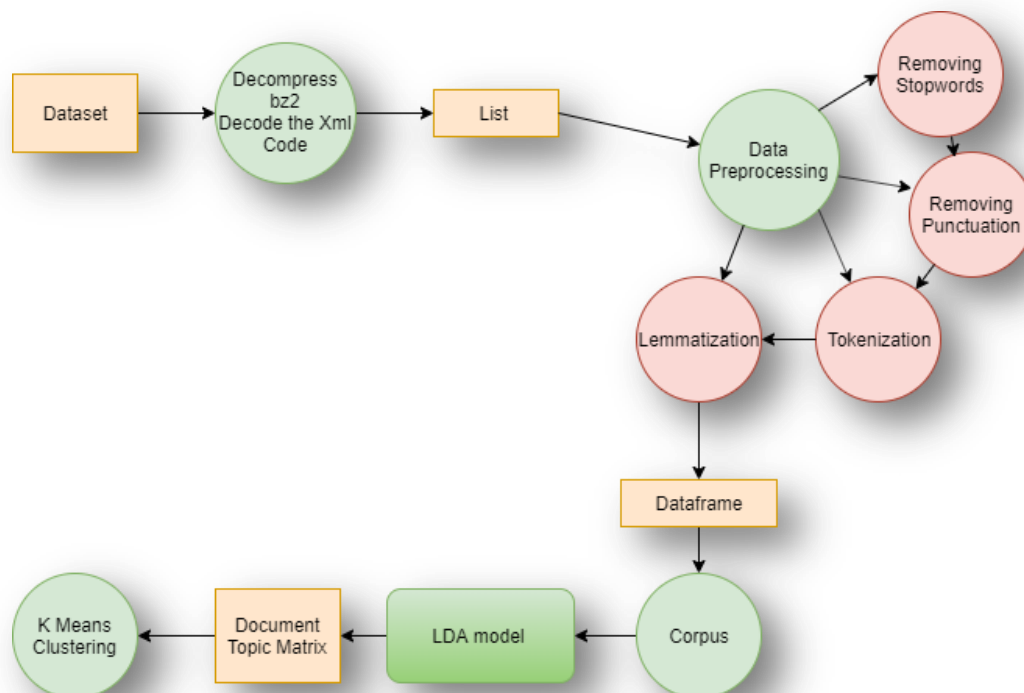 Dataset
Decompress
bz2
Decode the Xml
Code
List
Data
Preprocessing
Removing
Stopwords
Removing
Punctuation
Tokenization
Lemmatization
Dataframe
Corpus
LDA model
Document
Topic Matrix
K Means
Clustering